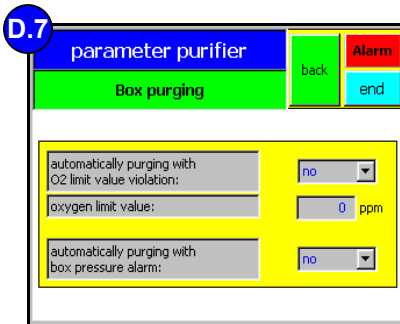 D.7
parameter purifier
back
Alarm
Box purging
end
automatically purging with
O2 limit value violation:
no
oxygen limit value:
0 ppm
automatically purging with
box pressure alarm:
no